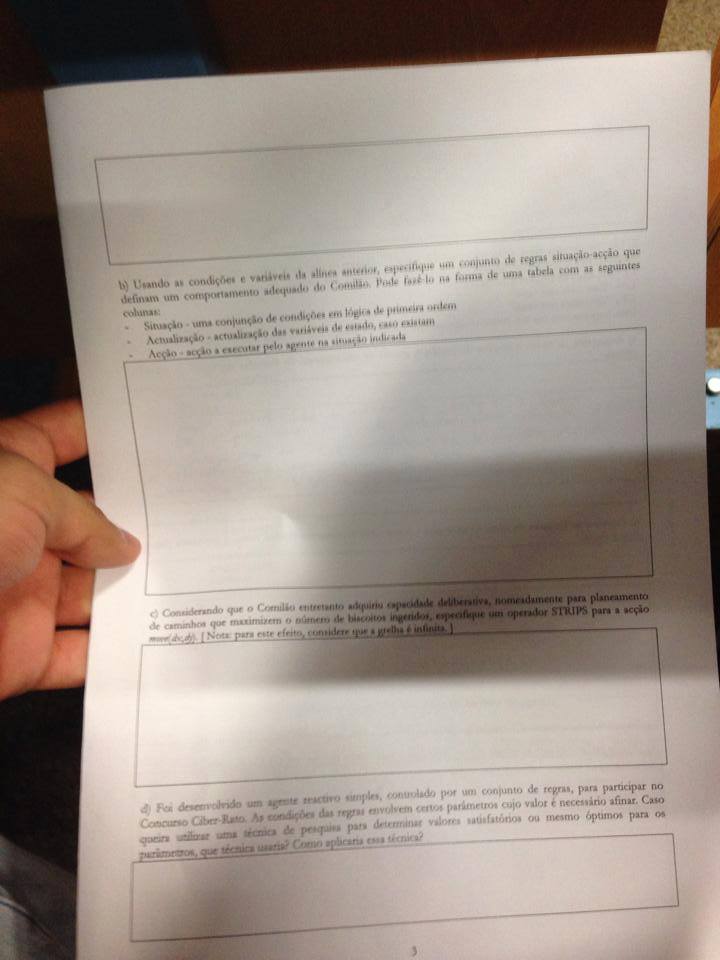 b) Usando as condições e variáveis da alínea anterior, especifique um conjunto de regras situação-acção que
definam um comportamento adequado do Comilão. Pode fazê-lo na forma de uma tabela com as seguintes
colunas:
- Situação - uma conjunção de condições em lógica de primeira ordem
- Actualização - actualização das variáveis de estado, caso existam
- Acção - acção a executar pelo agente na situação indicada
c) Considerando que o Comilão entretanto adquiriu capacidade deliberativa, nomeadamente para planeamento
de caminhos que maximizem o número de biscoitos ingeridos, especifique um operador STRIPS para a acção
move(dx,dy). [ Nota: para este efeito, considere que a grelha é infinita. ]
d) Foi desenvolvido um agente reactivo simples, controlado por um conjunto de regras, para participar no
Concurso Ciber-Rato. As condições das regras envolvem certos parâmetros cujo valor é necessário afinar. Caso
queira utilizar uma técnica de pesquisa para determinar valores satisfatórios ou mesmo óptimos para os
parâmetros, que técnica usaria? Como aplicaria essa técnica?
3